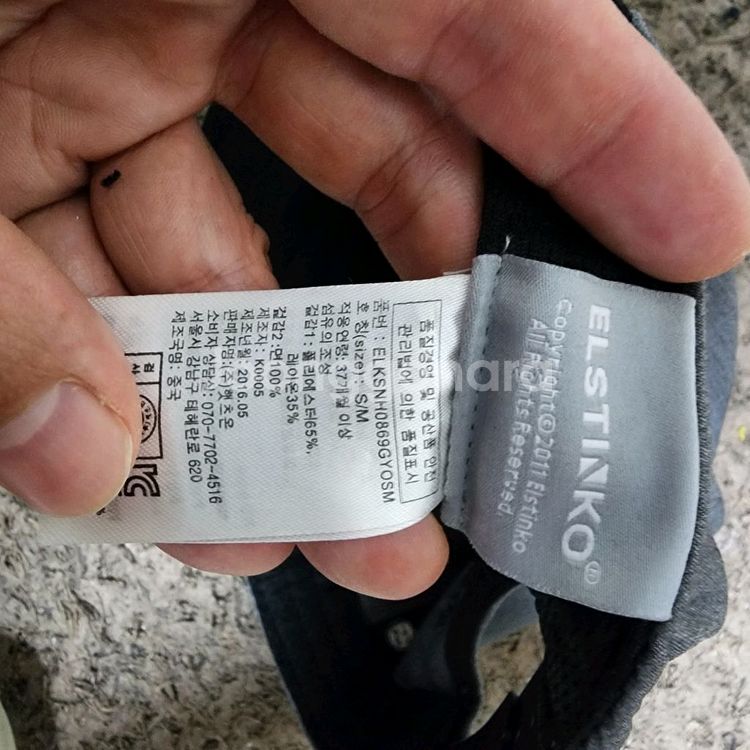 품질경영 및 공산품 안전
관리법에 의한 품질표시
품번 : ELKSNH0869GYOSM
호 칭(size) : S/M
적용연령: 37개월 이상
섬유의 조성
겉감1 : 폴리에스터65%,
레이온35%
겉감2 : 면100%
제조자: K0005
제조년월: 2016.05
판매자명:(주)햇츠온
소비자 상담실: 070-7702-4516
서울시 강남구 테헤란로 620
제조국명: 중국
ELSTINKO®
Copyright©2011 Elstinko
All Rights Reserved.